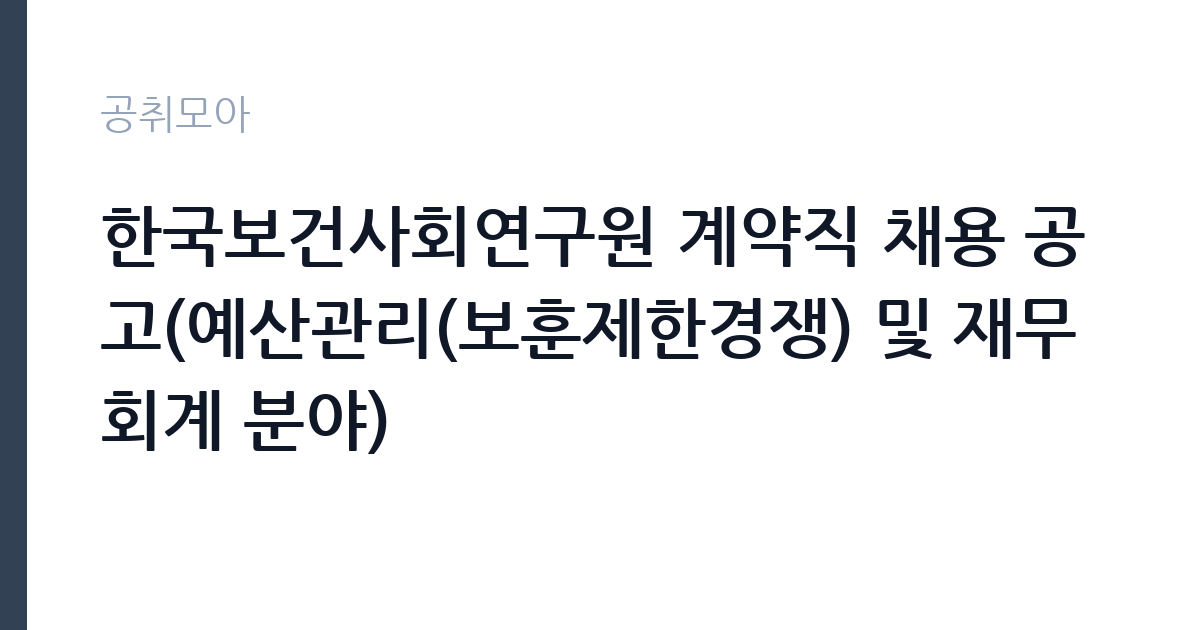 공취모아
한국보건사회연구원 계약직 채용 공
고(예산관리(보훈제한경쟁) 및 재무
회계 분야)